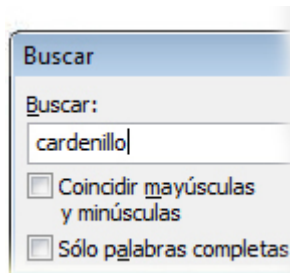 Buscar
Buscar:
cardenillo
Coincidir mayúsculas
y minúsculas
Sólo palabras completas